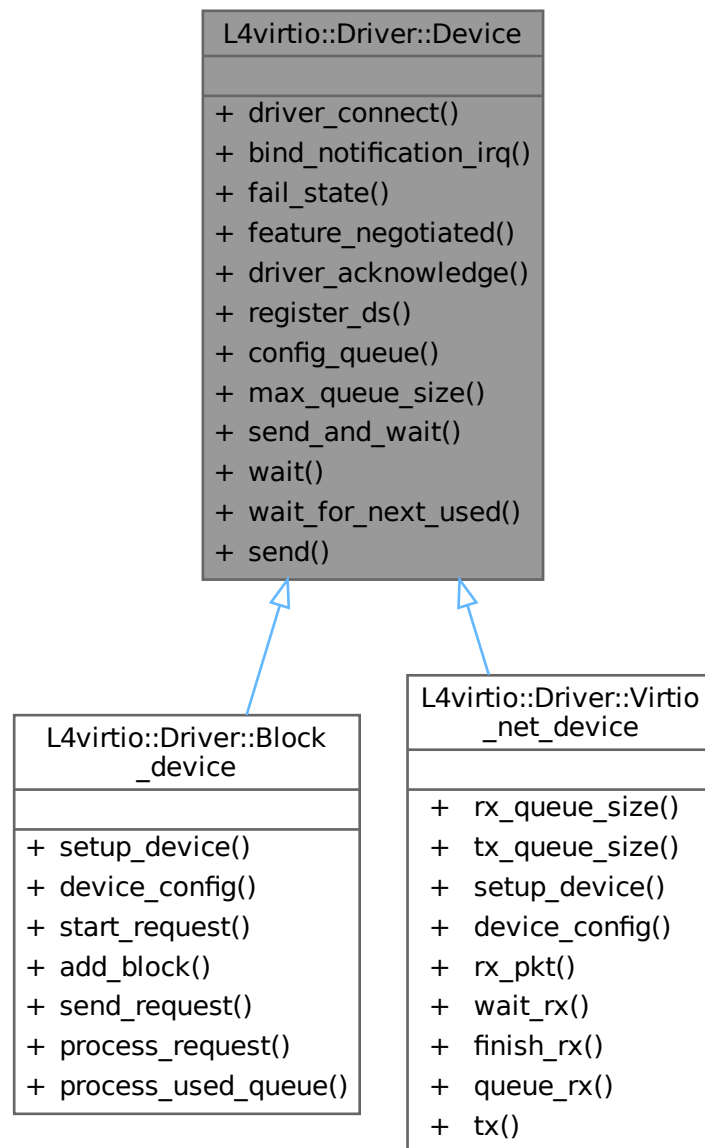 L4virtio::Driver::Device
+ driver_connect()
+ bind_notification_irq()
+ fail_state()
+ feature_negotiated()
+ driver_acknowledge()
+ register_ds()
+ config_queue()
+ max_queue_size()
+ send_and_wait()
+ wait()
+ wait_for_next_used()
+ send()
L4virtio::Driver::Block
_device
+ setup_device()
+ device_config()
+ start_request()
+ add_block()
+ send_request()
+ process_request()
+ process_used_queue()
L4virtio::Driver::Virtio
_net_device
+ rx_queue_size()
+ tx_queue_size()
+ setup_device()
+ device_config()
+ rx_pkt()
+ wait_rx()
+ finish_rx()
+ queue_rx()
+ tx()